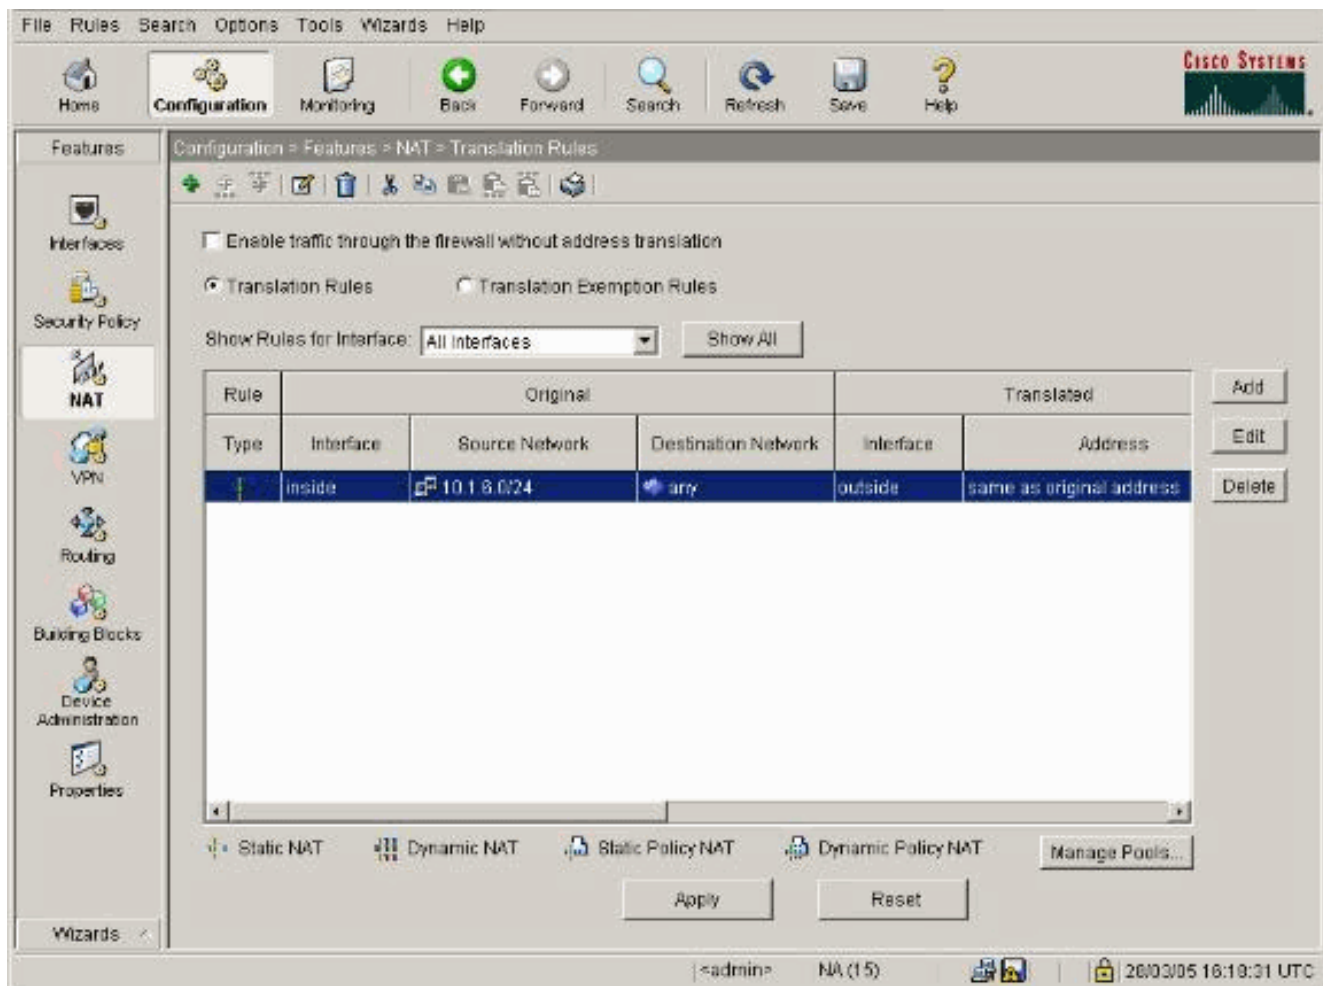 File Rules Search Options Tools Wizards Help
Home Configuration Monitoring Back Forward Search Refresh Save Help
CISCO SYSTEMS
Features
Configuration > Features > NAT > Translation Rules
Interfaces
Security Policy
NAT
VPN
Routing
Building Blocks
Device
Administration
Properties
Wizards
Enable traffic through the firewall without address translation
Translation Rules Translation Exemption Rules
Show Rules for Interface: All Interfaces Show All
Rule Original Translated
Type Interface Source Network Destination Network Interface Address
inside 10.1.6.0/24 any outside same as original address
Add
Edit
Delete
Static NAT Dynamic NAT Static Policy NAT Dynamic Policy NAT Manage Pools...
Apply Reset
<admin> NA (15) 28/03/05 16:18:31 UTC